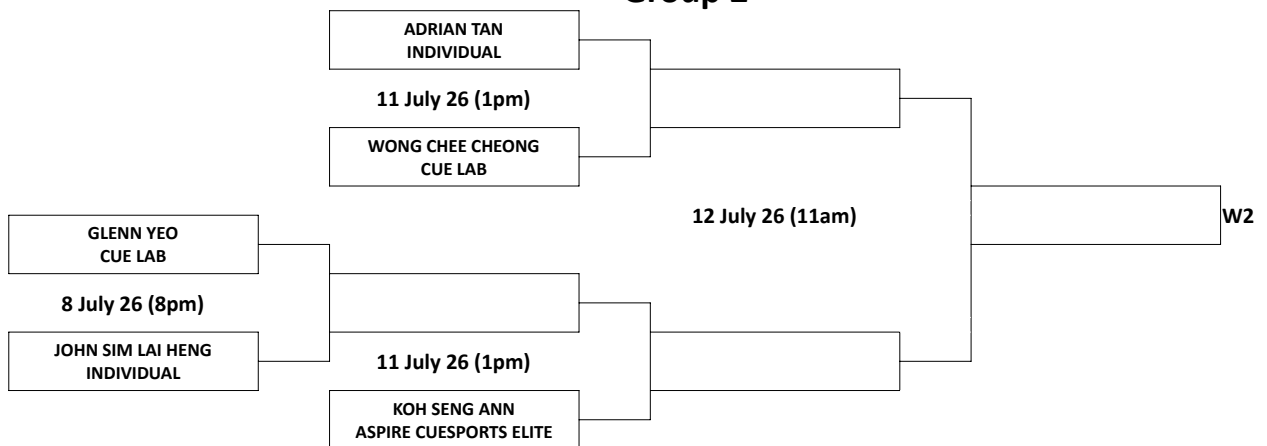 ADRIAN TAN
INDIVIDUAL
11 July 26 (1pm)
WONG CHEE CHEONG
CUE LAB
12 July 26 (11am)
W2
GLENN YEO
CUE LAB
8 July 26 (8pm)
JOHN SIM LAI HENG
INDIVIDUAL
11 July 26 (1pm)
KOH SENG ANN
ASPIRE CUESPORTS ELITE